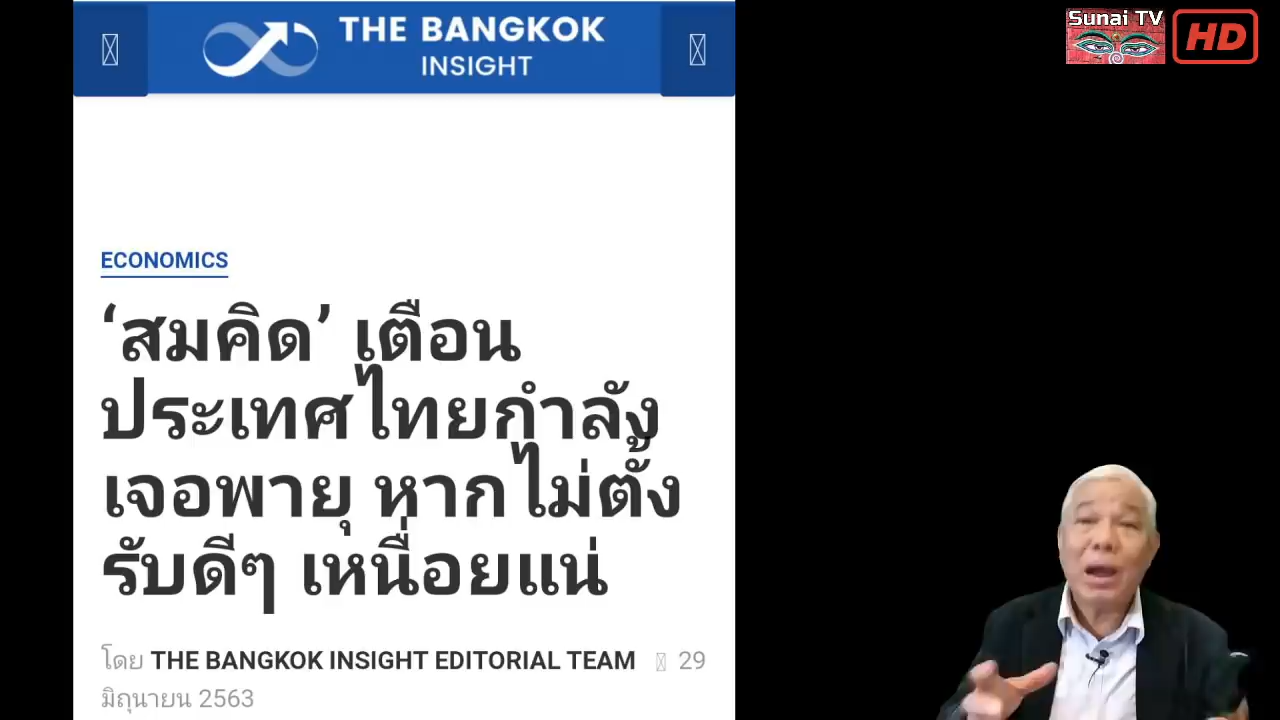 THE BANGKOK
INSIGHT
Sunai TV
HD
ECONOMICS
‘สมคิด’ เตือน
ประเทศไทยกำลัง
เจอพายุ หากไม่ตั้ง
รับดีๆ เหนื่อยแน่
โดย THE BANGKOK INSIGHT EDITORIAL TEAM 29
มิถุนายน 2563